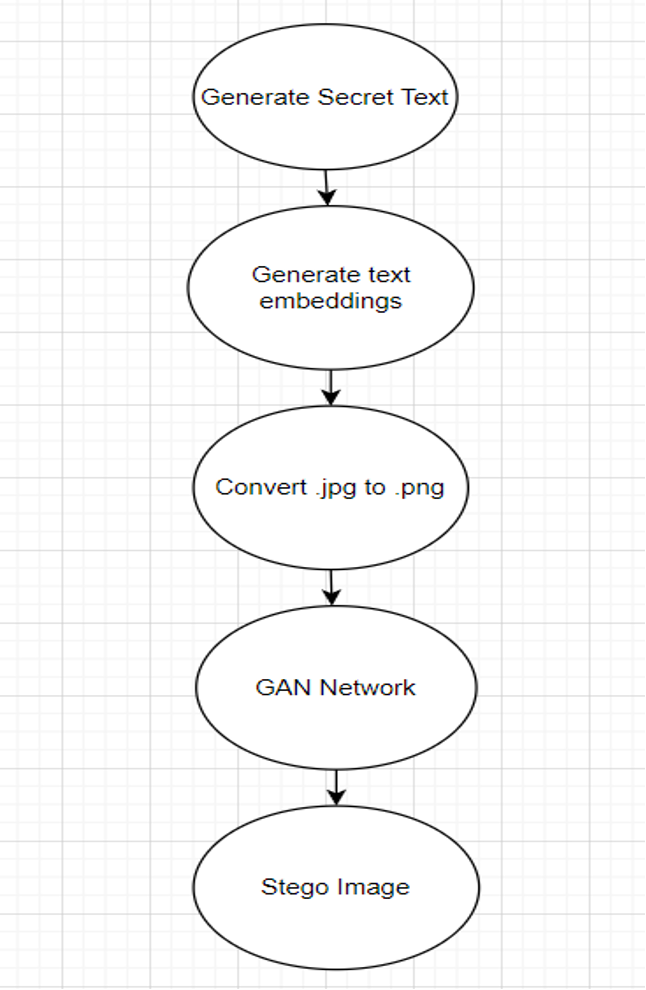 Generate Secret Text
Generate text
embeddings
Convert .jpg to .png
GAN Network
Stego Image